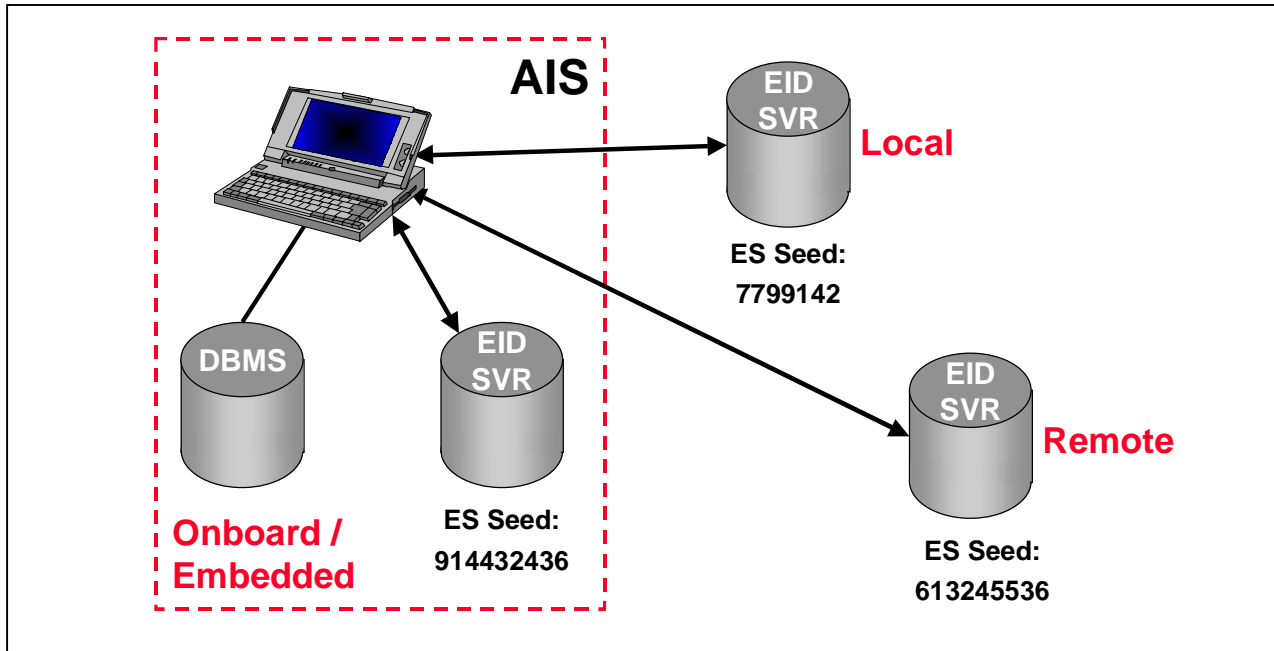 AIS
EID
SVR
Local
ES Seed:
7799142
DBMS
EID
SVR
EID
SVR
Remote
Onboard /
Embedded
ES Seed:
914432436
ES Seed:
613245536